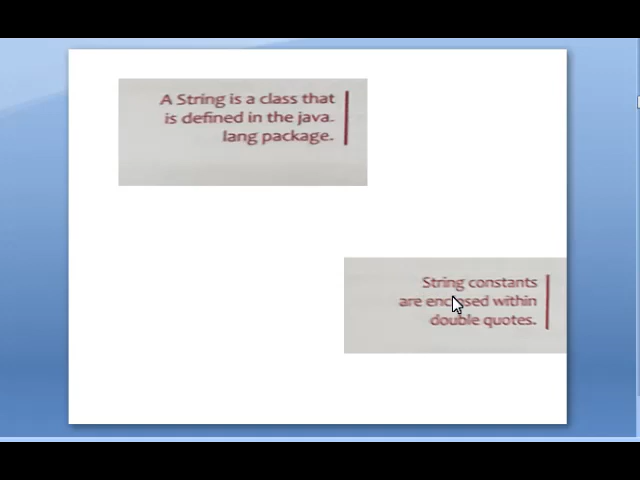 A String is a class that
is defined in the java.
lang package.
String constants
are enclosed within
double quotes.